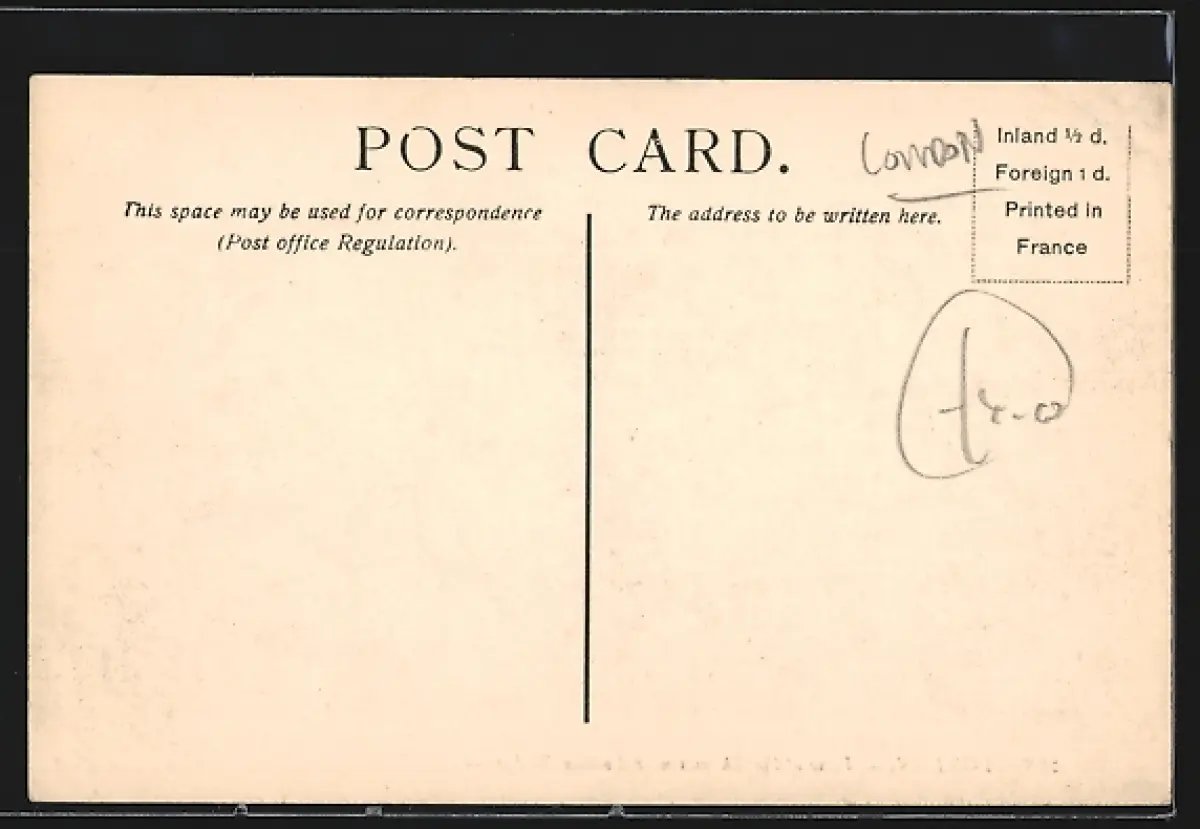 POST CARD.
LONDON
Inland ½ d.
Foreign 1 d.
Printed in
France
This space may be used for correspondence
(Post office Regulation).
The address to be written here.